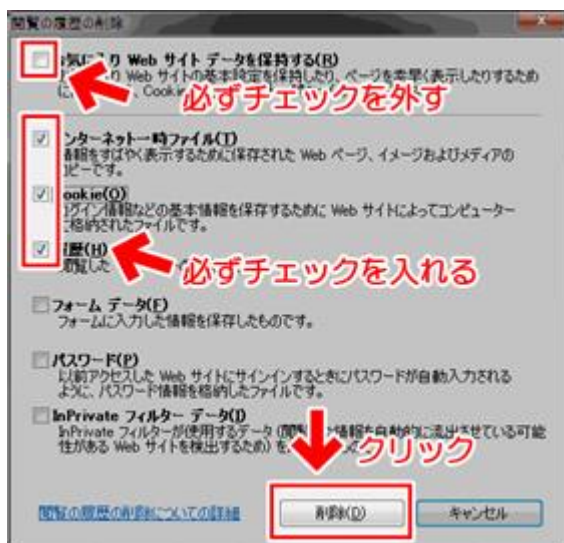 閲覧の履歴の削除
お気に入り Web サイト データを保持する(R)
り Web サイトの基本設定を保持したり、ページを素早く表示したりするため
に Cook
必ずチェックを外す
インターネット一時ファイル(T)
情報をすばやく表示するために保存された Web ページ、イメージおよびメディアの
コピーです。
Cookie(O)
ログイン情報などの基本情報を保存するために Web サイトによってコンピューター
に格納されたファイルです。
履歴(H)
閲覧した
必ずチェックを入れる
フォーム データ(F)
フォームに入力した情報を保存したものです。
パスワード(P)
以前アクセスした Web サイトにサインインするときにパスワードが自動入力される
ように、パスワード情報を格納したファイルです。
InPrivate フィルター データ(I)
InPrivate フィルターが使用するデータ (閲覧 情報を自動的に流出させている可能
性がある Web サイトを検出するため) を
クリック
閲覧の履歴の削除についての詳細
削除(D)
キャンセル